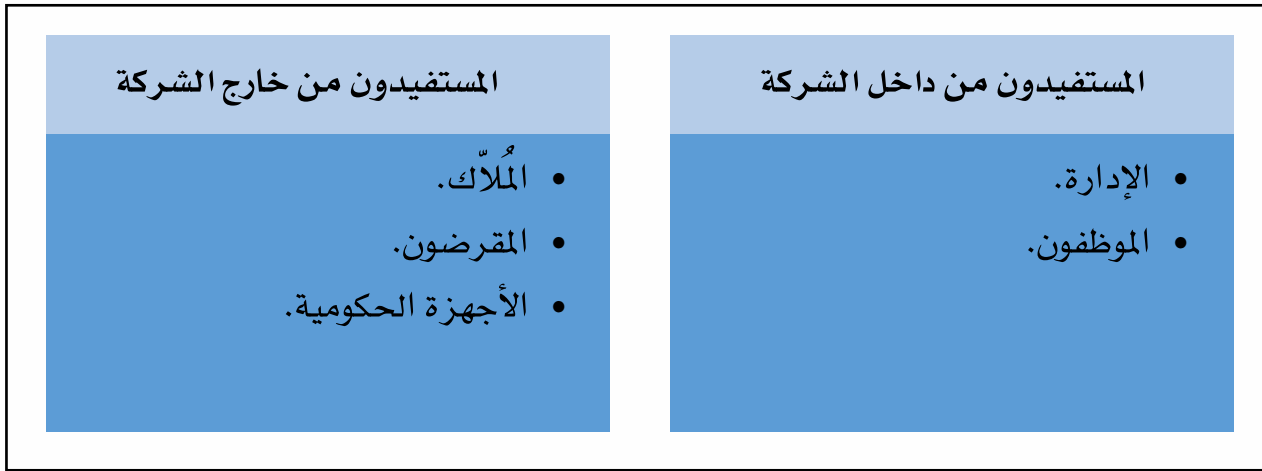 المستفيدون من داخل الشركة
• الإدارة.
• الموظفون.
المستفيدون من خارج الشركة
• المُلاّك.
• المقرضون.
• الأجهزة الحكومية.